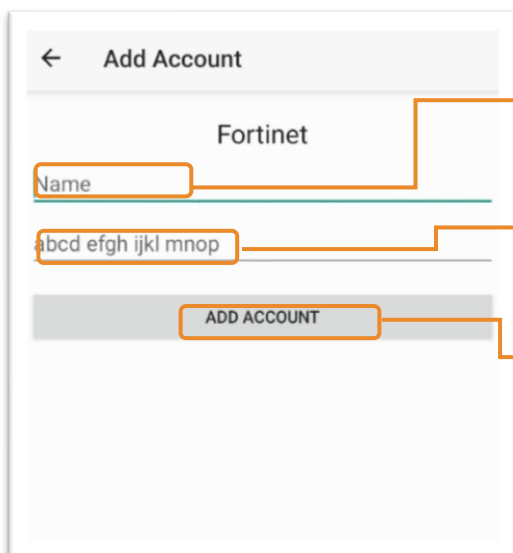 ← Add Account
Fortinet
Name
abcd efgh ijkl mnop
ADD ACCOUNT